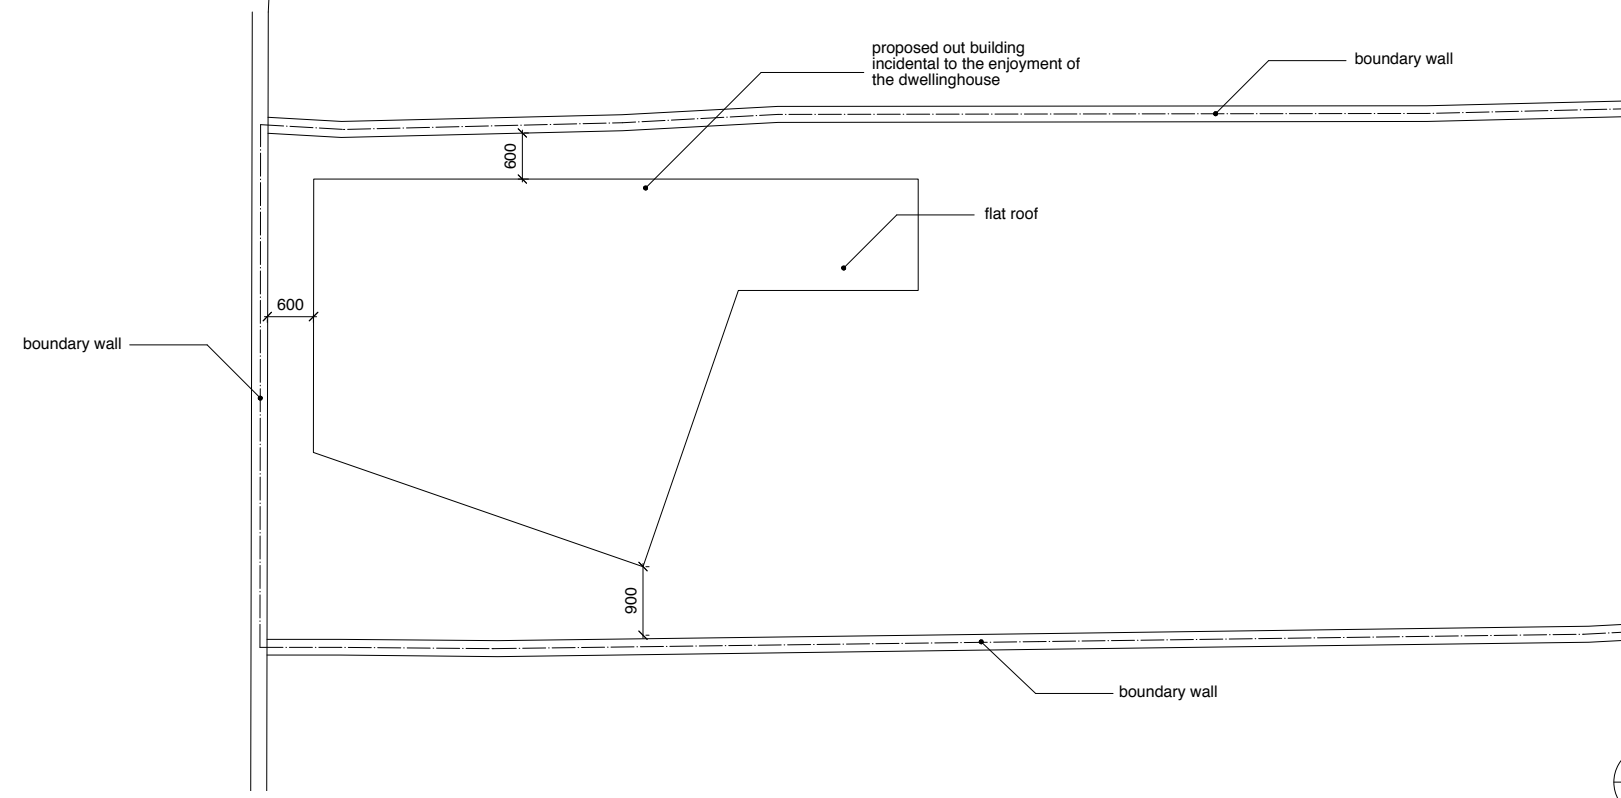 proposed out building
incidental to the enjoyment of
the dwellinghouse
boundary wall
600
flat roof
600
boundary wall
900
boundary wall